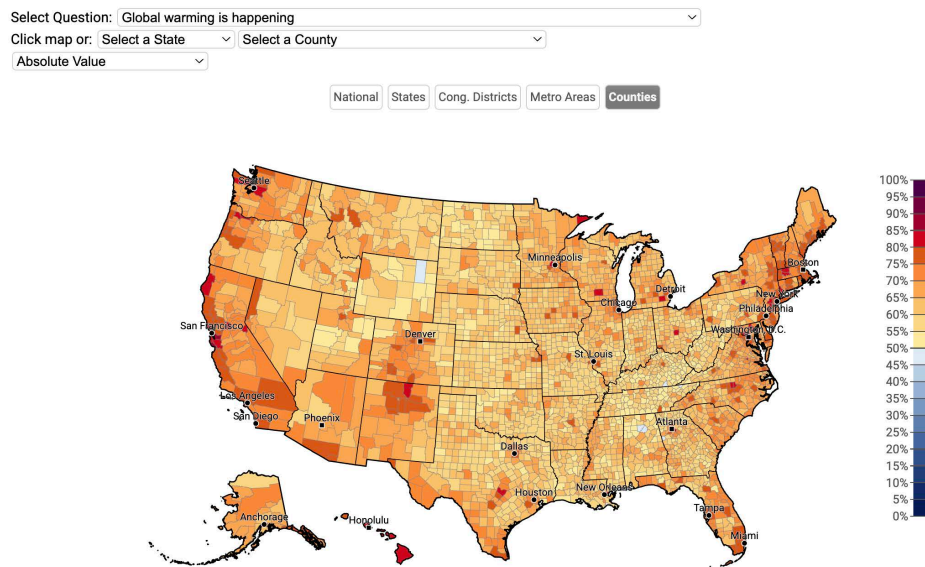 Select Question: Global warming is happening
Click map or: Select a State Select a County
Absolute Value
National States Cong. Districts Metro Areas Counties
Seattle
Minneapolis
Boston
Detroit
New York
Chicago
Philadelphia
San Francisco
Denver
Washington D.C.
St. Louis
Los Angeles
San Diego
Phoenix
Atlanta
Dallas
Houston
New Orleans
Tampa
Anchorage
Honolulu
Miami
100%
95%
90%
85%
80%
75%
70%
65%
60%
55%
50%
45%
40%
35%
30%
25%
20%
15%
10%
5%
0%